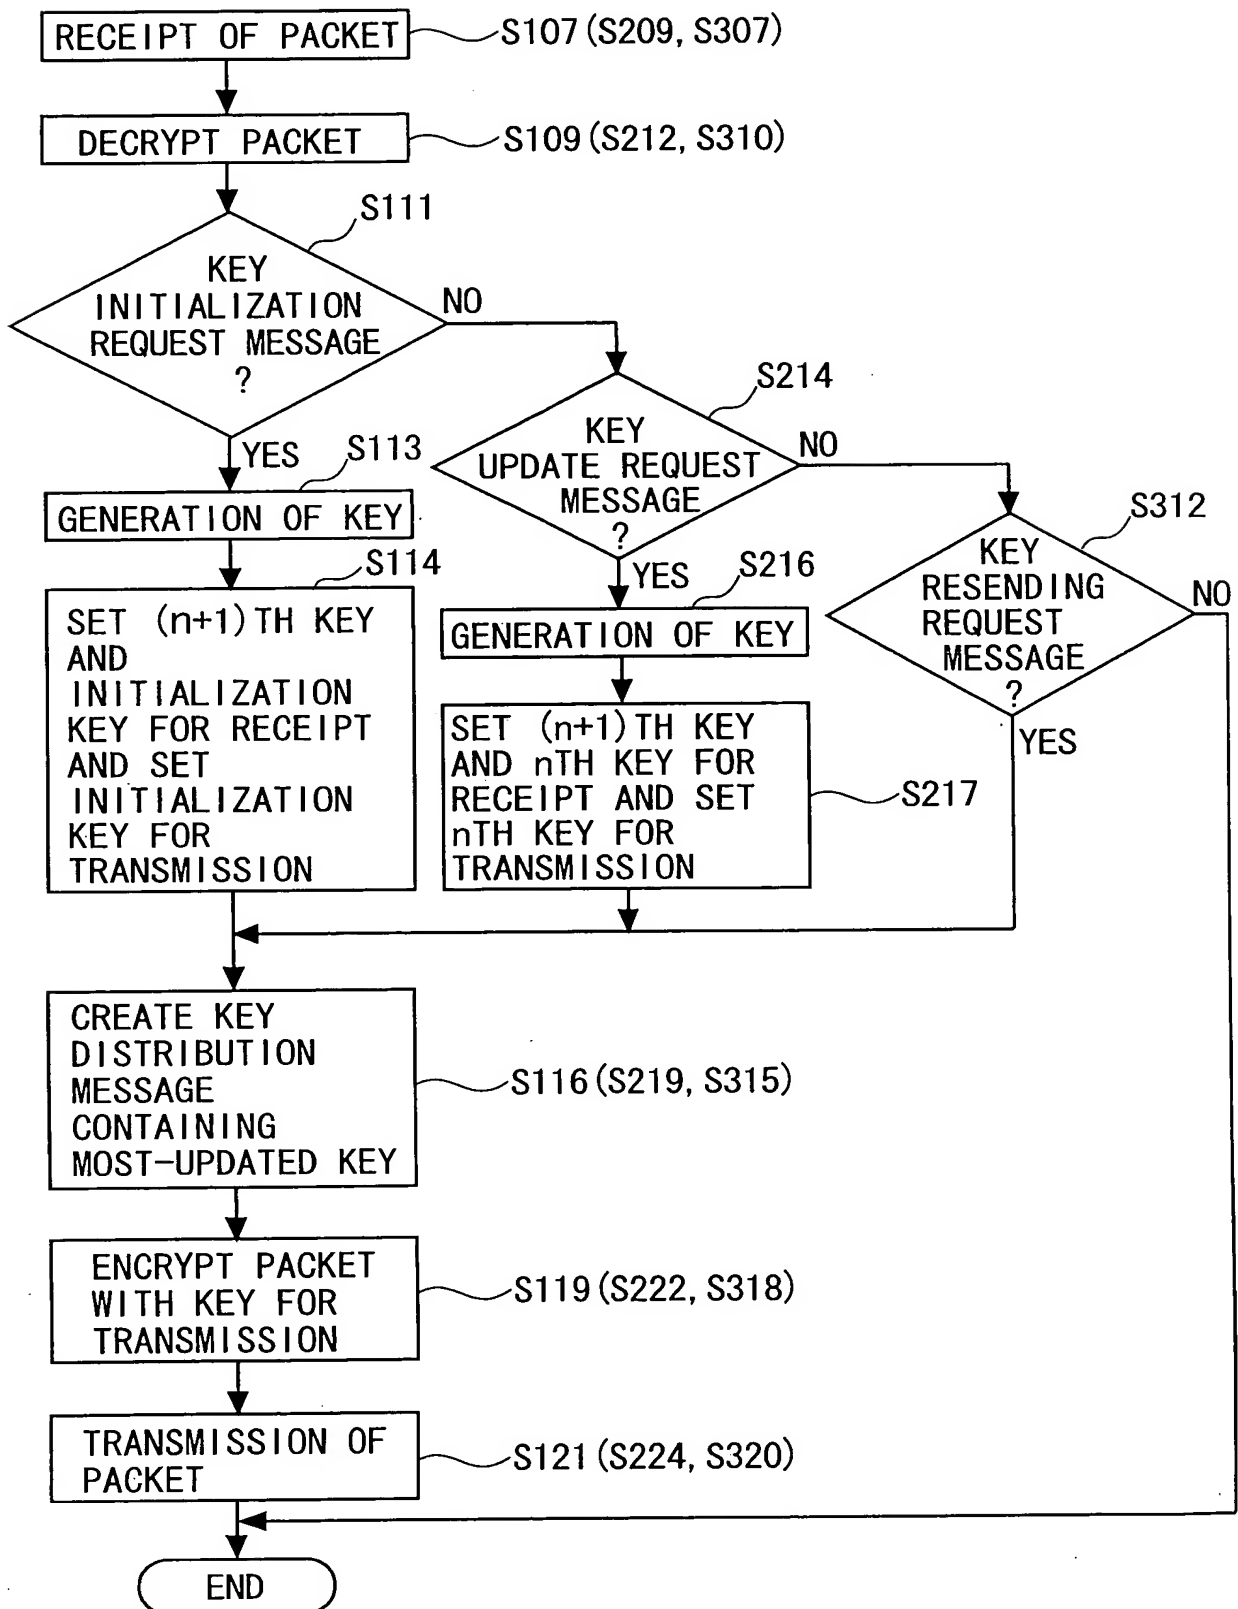 RECEIPT OF PACKET
S107(S209, S307)
DECRYPT PACKET
S109(S212, S310)
S111
KEY
INITIALIZATION
REQUEST MESSAGE
?
NO
YES
S214
KEY
UPDATE REQUEST
MESSAGE
?
NO
YES
S113
GENERATION OF KEY
S114
SET (n+1)TH KEY
AND
INITIALIZATION
KEY FOR RECEIPT
AND SET
INITIALIZATION
KEY FOR
TRANSMISSION
S216
GENERATION OF KEY
SET (n+1)TH KEY
AND nTH KEY FOR
RECEIPT AND SET
nTH KEY FOR
TRANSMISSION
S217
S312
KEY
RESENDING
REQUEST
MESSAGE
?
NO
YES
CREATE KEY
DISTRIBUTION
MESSAGE
CONTAINING
MOST-UPDATED KEY
S116(S219, S315)
ENCRYPT PACKET
WITH KEY FOR
TRANSMISSION
S119(S222, S318)
TRANSMISSION OF
PACKET
S121(S224, S320)
END